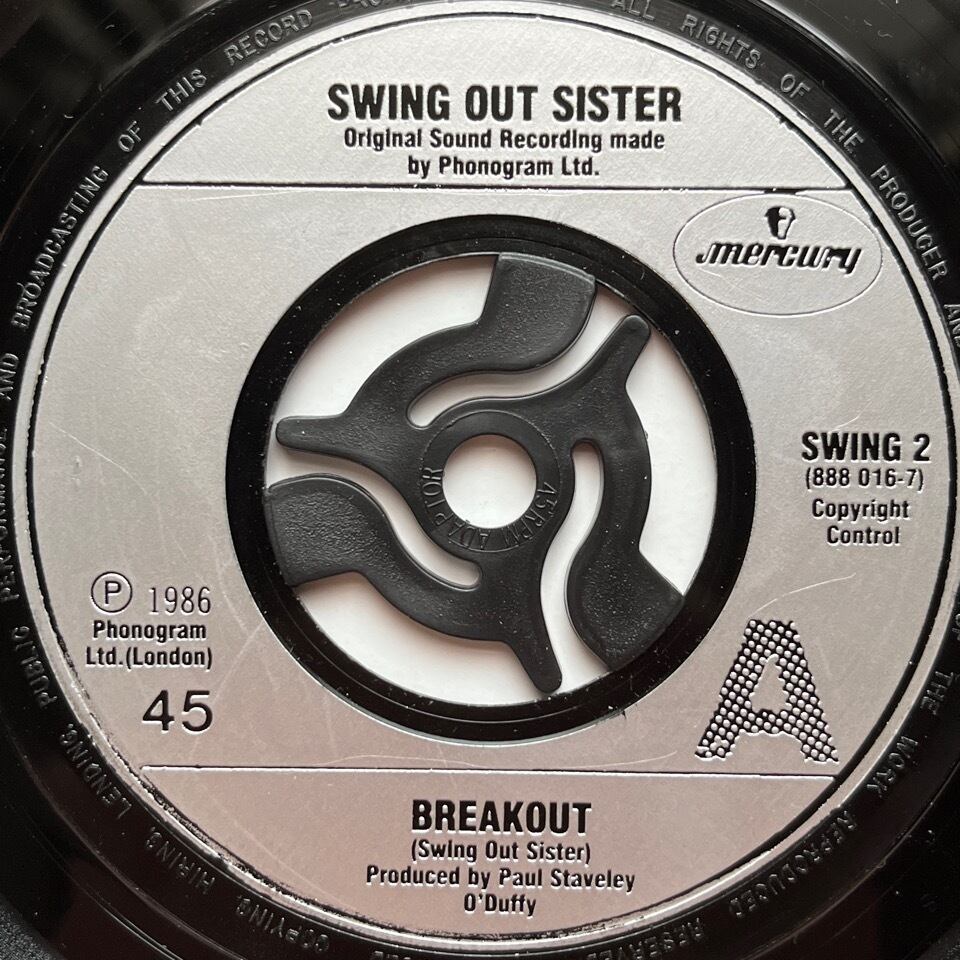 SWING OUT SISTER
Original Sound Recording made
by Phonogram Ltd.
mercury
SWING 2
(888 016-7)
Copyright
Control
Ⓟ 1986
Phonogram
Ltd.(London)
45
A
45 RPM ADAPTOR
BREAKOUT
(Swing Out Sister)
Produced by Paul Staveley
O'Duffy
ALL RIGHTS OF THE PRODUCER AND
THE WORK REPRODUCED RESERVED
COPYING HIRING, LENDING, PUBLIC PERFORMANCE AND BROADCASTING OF THIS RECORD